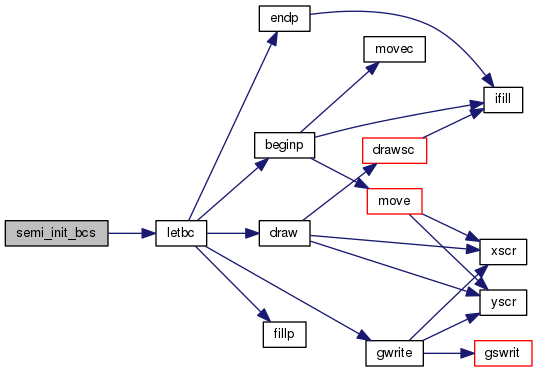 endp
movec
ifill
beginp
drawsc
move
semi_init_bcs
letbc
draw
xscr
yscr
fillp
gwrite
gswrit